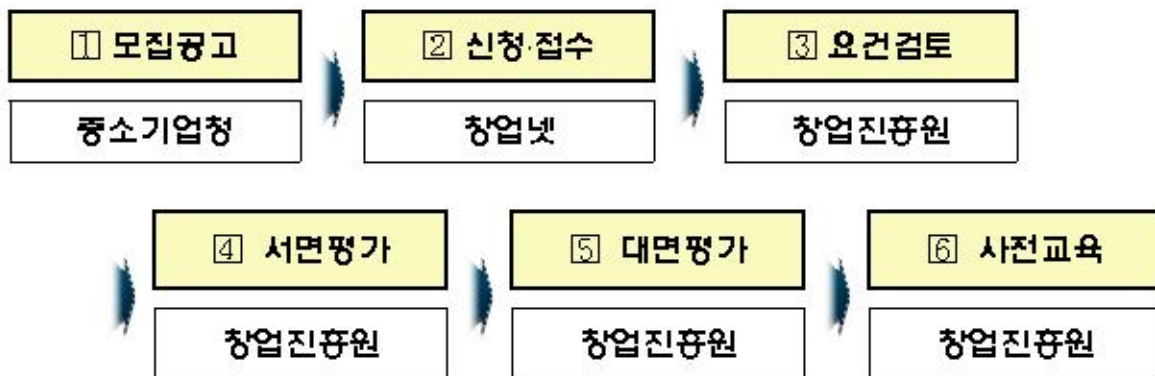 1 모집공고
중소기업청
2 신청·접수
창업넷
3 요건검토
창업진흥원
4 서면평가
창업진흥원
5 대면평가
창업진흥원
6 사전교육
창업진흥원